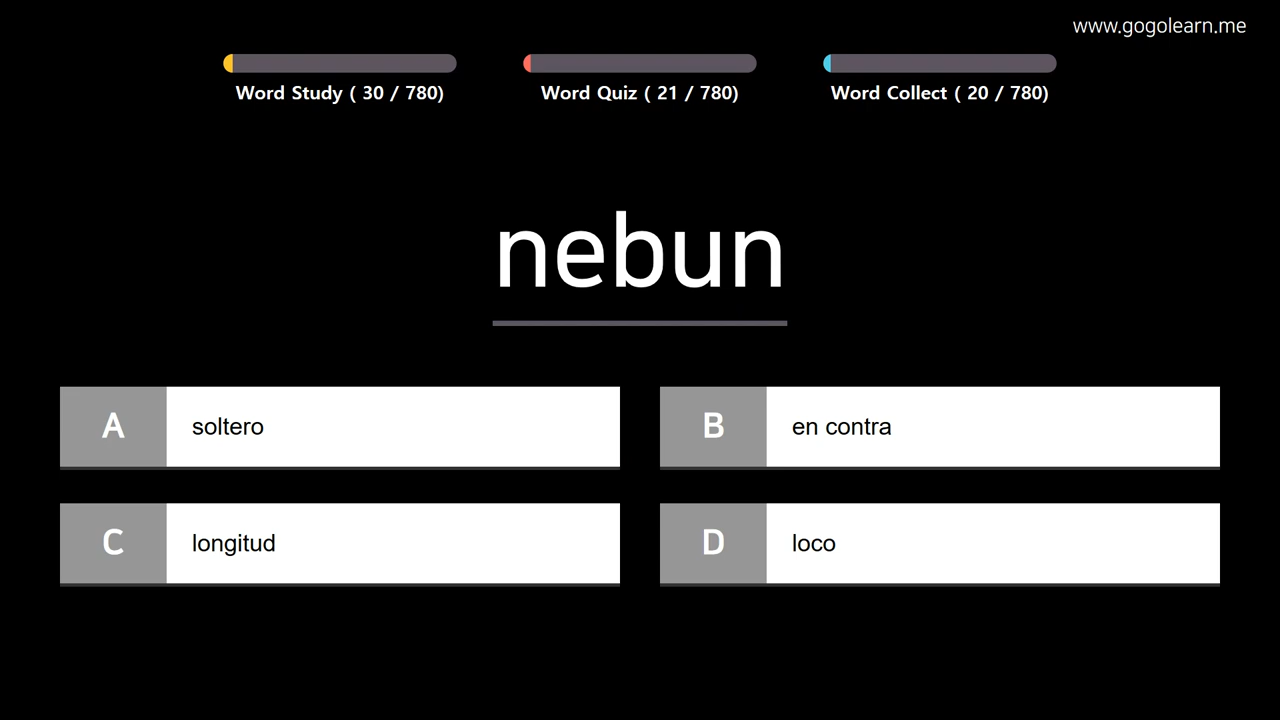 www.gogolearn.me
Word Study ( 30 / 780)
Word Quiz ( 21 / 780)
Word Collect ( 20 / 780)
nebun
A soltero
B en contra
C longitud
D loco